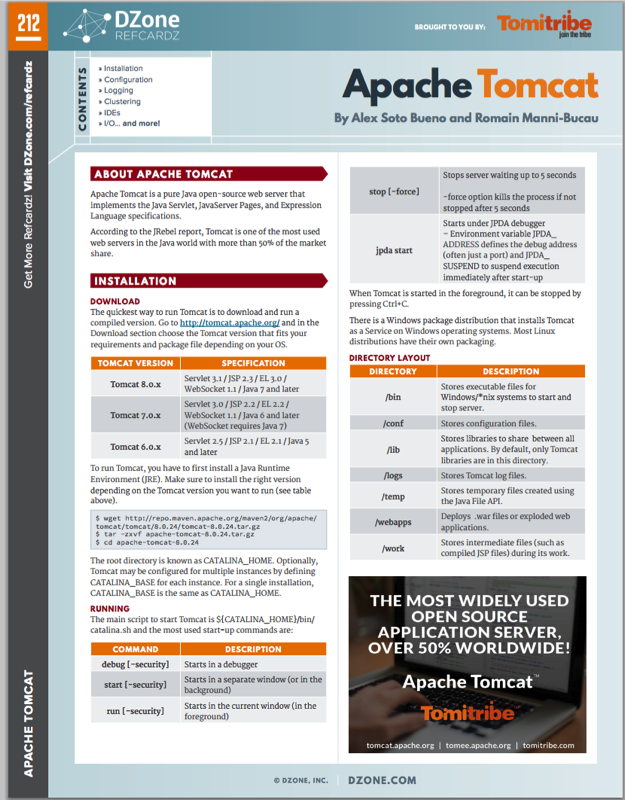 212
DZone
REFCARDZ
BROUGHT TO YOU BY:
Tomitribe
join the tribe
Get More Refcardz! Visit DZone.com/refcardz
CONTENTS
» Installation
» Configuration
» Logging
» Clustering
» IDEs
» I/O... and more!
Apache Tomcat
By Alex Soto Bueno and Romain Manni-Bucau
ABOUT APACHE TOMCAT
Apache Tomcat is a pure Java open-source web server that
implements the Java Servlet, JavaServer Pages, and Expression
Language specifications.
According to the JRebel report, Tomcat is one of the most used
web servers in the Java world with more than 50% of the market
share.
INSTALLATION
DOWNLOAD
The quickest way to run Tomcat is to download and run a
compiled version. Go to http://tomcat.apache.org/ and in the
Download section choose the Tomcat version that fits your
requirements and package file depending on your OS.
TOMCAT VERSION SPECIFICATION
Tomcat 8.0.x Servlet 3.1 / JSP 2.3 / EL 3.0 /
WebSocket 1.1 / Java 7 and later
Tomcat 7.0.x Servlet 3.0 / JSP 2.2 / EL 2.2 /
WebSocket 1.1 / Java 6 and later
(WebSocket requires Java 7)
Tomcat 6.0.x Servlet 2.5 / JSP 2.1 / EL 2.1 / Java 5
and later
To run Tomcat, you have to first install a Java Runtime
Environment (JRE). Make sure to install the right version
depending on the Tomcat version you want to run (see table
above).
$ wget http://repo.maven.apache.org/maven2/org/apache/
tomcat/tomcat/8.0.24/tomcat-8.0.24.tar.gz
$ tar -zxvf apache-tomcat-8.0.24.tar.gz
$ cd apache-tomcat-8.0.24
The root directory is known as CATALINA_HOME. Optionally,
Tomcat may be configured for multiple instances by defining
CATALINA_BASE for each instance. For a single installation,
CATALINA_BASE is the same as CATALINA_HOME.
RUNNING
The main script to start Tomcat is ${CATALINA_HOME}/bin/
catalina.sh and the most used start-up commands are:
COMMAND DESCRIPTION
debug [-security] Starts in a debugger
start [-security] Starts in a separate window (or in the
background)
run [-security] Starts in the current window (in the
foreground)
stop [-force] Stops server waiting up to 5 seconds
-force option kills the process if not
stopped after 5 seconds
jpda start Starts under JPDA debugger
– Environment variable JPDA_
ADDRESS defines the debug address
(often just a port) and JPDA_
SUSPEND to suspend execution
immediately after start-up
When Tomcat is started in the foreground, it can be stopped by
pressing Ctrl+C.
There is a Windows package distribution that installs Tomcat
as a Service on Windows operating systems. Most Linux
distributions have their own packaging.
DIRECTORY LAYOUT
DIRECTORY DESCRIPTION
/bin Stores executable files for
Windows/*nix systems to start and
stop server.
/conf Stores configuration files.
/lib Stores libraries to share between all
applications. By default, only Tomcat
libraries are in this directory.
/logs Stores Tomcat log files.
/temp Stores temporary files created using
the Java File API.
/webapps Deploys .war files or exploded web
applications.
/work Stores intermediate files (such as
compiled JSP files) during its work.
THE MOST WIDELY USED
OPEN SOURCE
APPLICATION SERVER,
OVER 50% WORLDWIDE!
Apache Tomcat™
Tomitribe
tomcat.apache.org | tomee.apache.org | tomitribe.com
APACHE TOMCAT
© DZONE, INC. | DZONE.COM